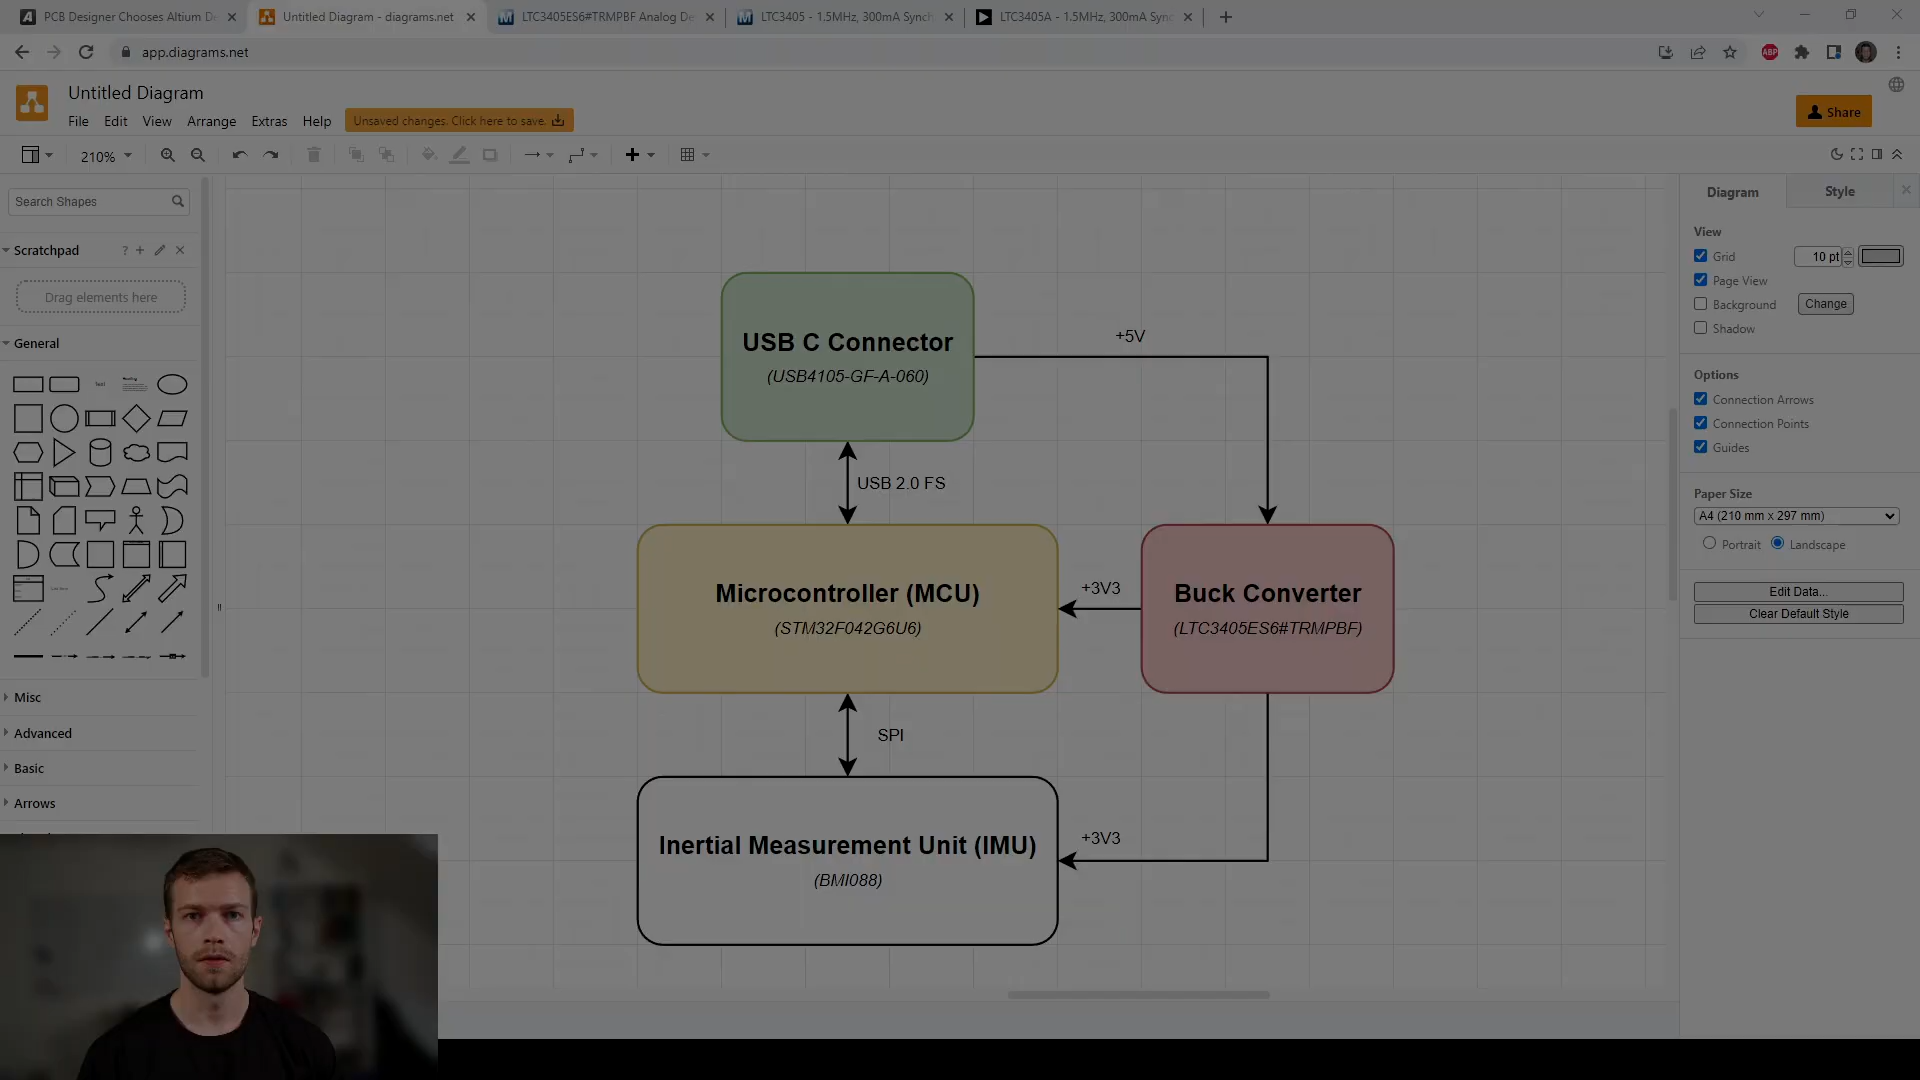 PCB Designer Chooses Altium De
Untitled Diagram - diagrams.net
LTC3405ES6#TRMPBF Analog De
LTC3405 - 1.5MHz, 300mA Synch
LTC3405A - 1.5MHz, 300mA Sync
app.diagrams.net
ABP
Untitled Diagram
File Edit View Arrange Extras Help
Unsaved changes. Click here to save.
Share
210%
Search Shapes
Scratchpad
?
Drag elements here
General
Text
Heading
Misc
Advanced
Basic
Arrows
USB C Connector
(USB4105-GF-A-060)
+5V
USB 2.0 FS
Microcontroller (MCU)
(STM32F042G6U6)
+3V3
Buck Converter
(LTC3405ES6#TRMPBF)
SPI
Inertial Measurement Unit (IMU)
(BMI088)
+3V3
Diagram
Style
View
Grid
10 pt
Page View
Background
Change
Shadow
Options
Connection Arrows
Connection Points
Guides
Paper Size
A4 (210 mm x 297 mm)
Portrait
Landscape
Edit Data...
Clear Default Style